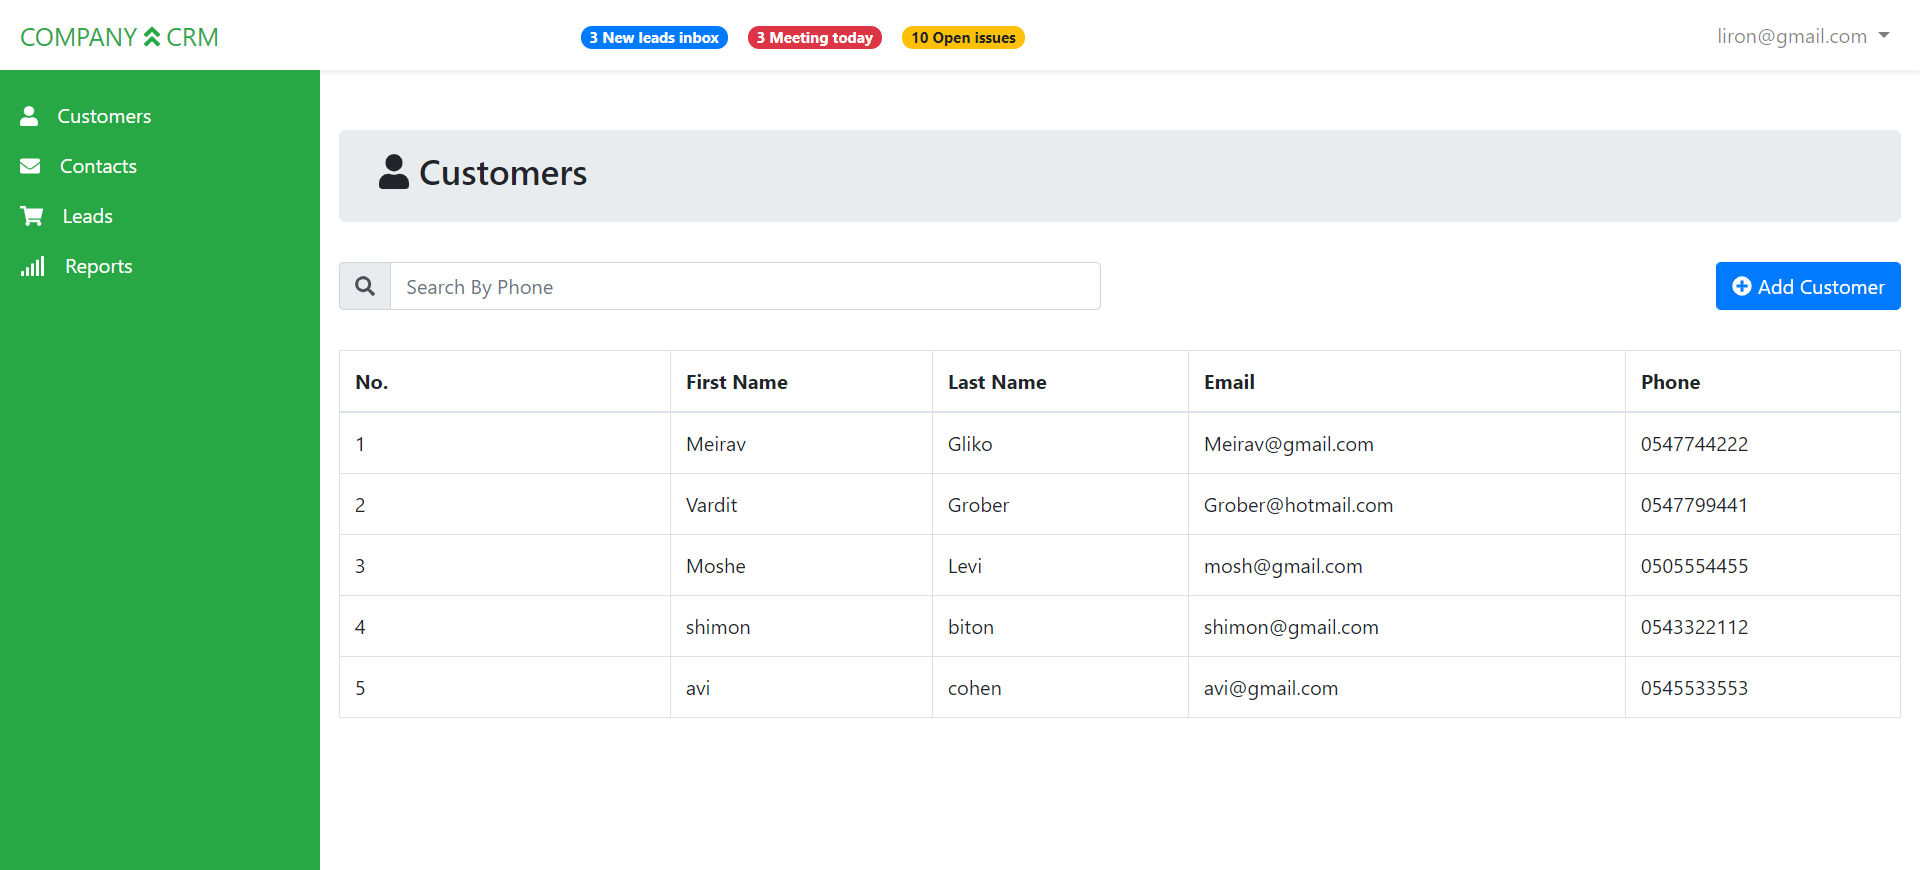 COMPANY CRM
3 New leads inbox 3 Meeting today 10 Open issues
liron@gmail.com
Customers
Contacts
Leads
Reports
Customers
Search By Phone
Add Customer
No. First Name Last Name Email Phone
1 Meirav Gliko Meirav@gmail.com 0547744222
2 Vardit Grober Grober@hotmail.com 0547799441
3 Moshe Levi mosh@gmail.com 0505554455
4 shimon biton shimon@gmail.com 0543322112
5 avi cohen avi@gmail.com 0545533553